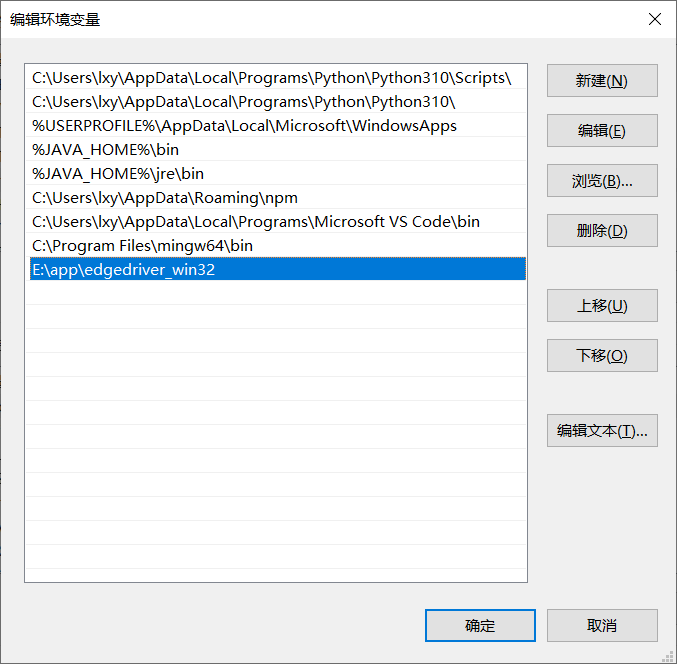 编辑环境变量
C:\Users\lxy\AppData\Local\Programs\Python\Python310\Scripts\
C:\Users\lxy\AppData\Local\Programs\Python\Python310\
%USERPROFILE%\AppData\Local\Microsoft\WindowsApps
%JAVA_HOME%\bin
%JAVA_HOME%\jre\bin
C:\Users\lxy\AppData\Roaming\npm
C:\Users\lxy\AppData\Local\Programs\Microsoft VS Code\bin
C:\Program Files\mingw64\bin
E:\app\edgedriver_win32
新建(N)
编辑(E)
浏览(B)...
删除(D)
上移(U)
下移(O)
编辑文本(T)...
确定
取消